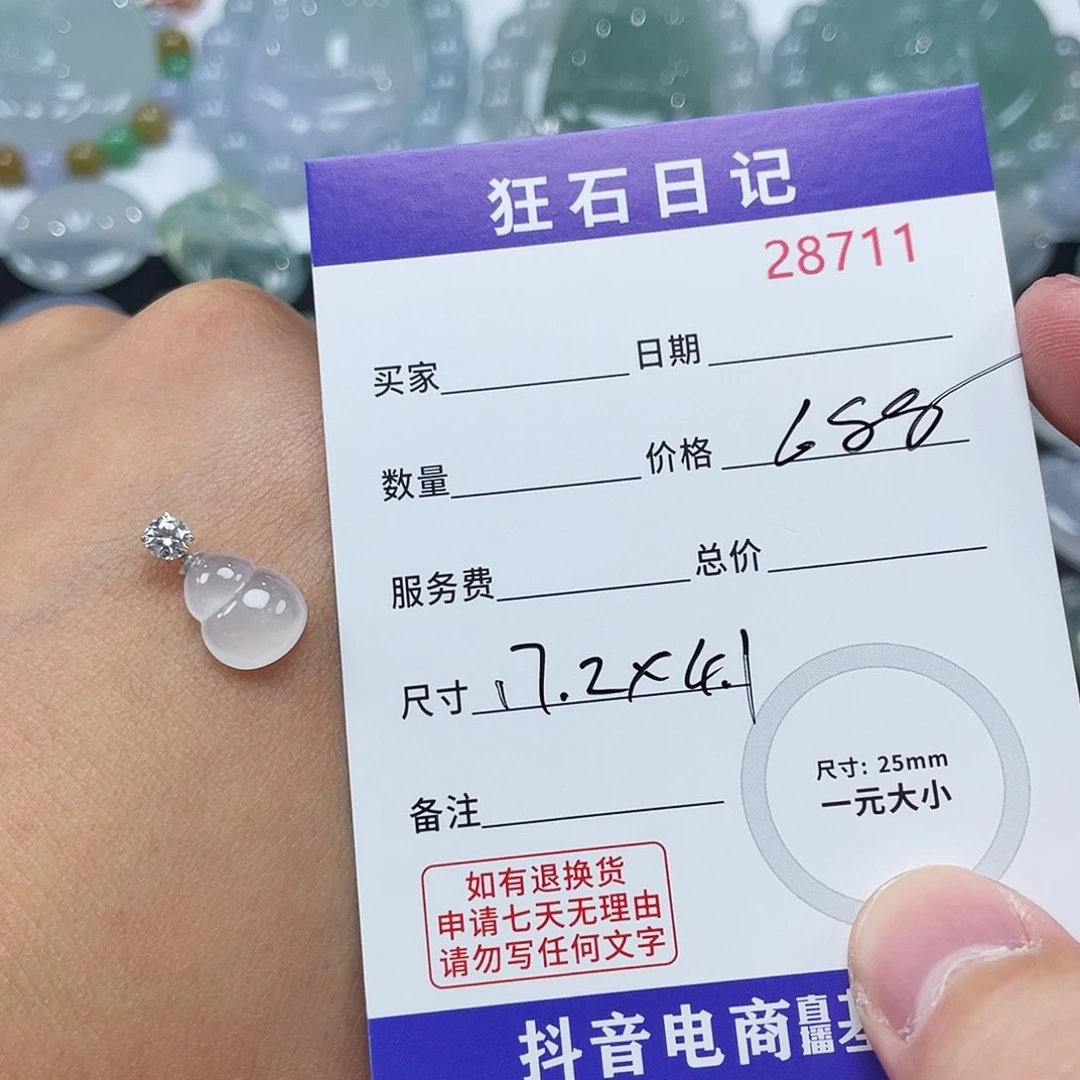 狂石日记
28711
买家 日期
数量 价格 688
服务费 总价
尺寸 17.2×4.1
尺寸: 25mm
一元大小
备注
如有退换货
申请七天无理由
请勿写任何文字
抖音电商直播基